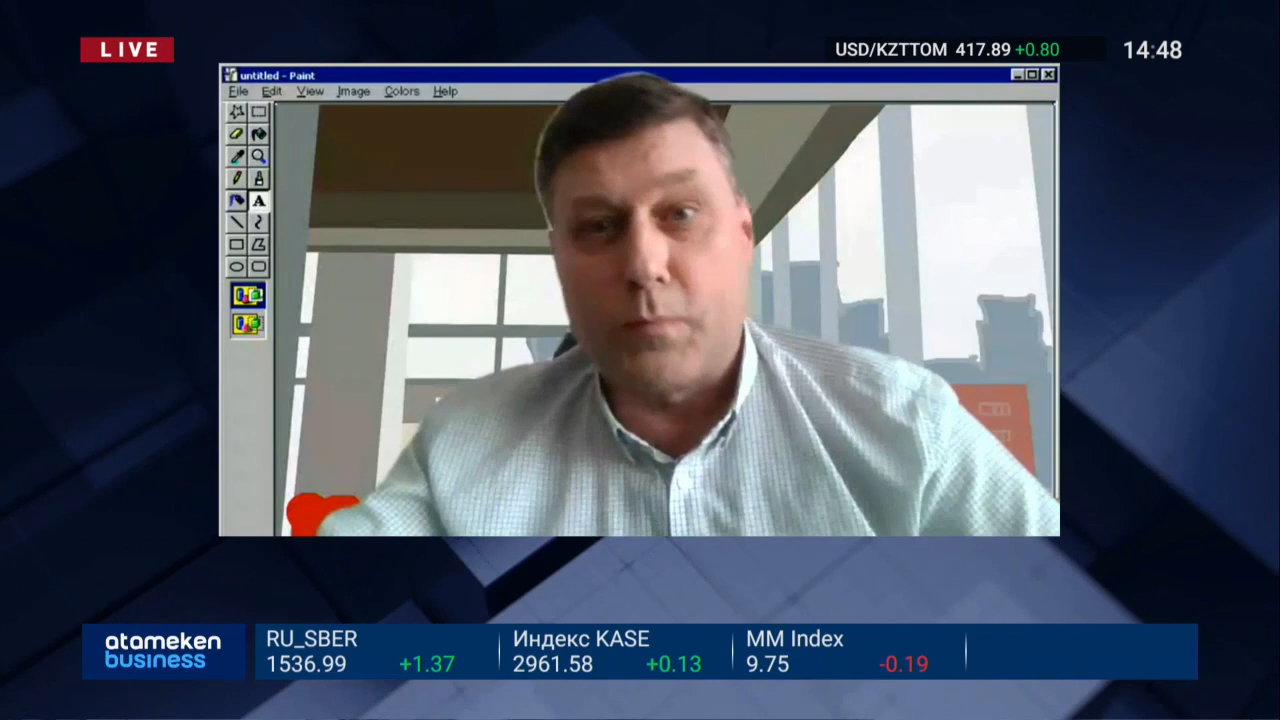 LIVE
USD/KZTTOM 417.89 +0.80
14:48
untitled - Paint
File Edit View Image Colors Help
A
atameken
business
RU_SBER
1536.99 +1.37
Индекс KASE
2961.58 +0.13
MM Index
9.75 -0.19